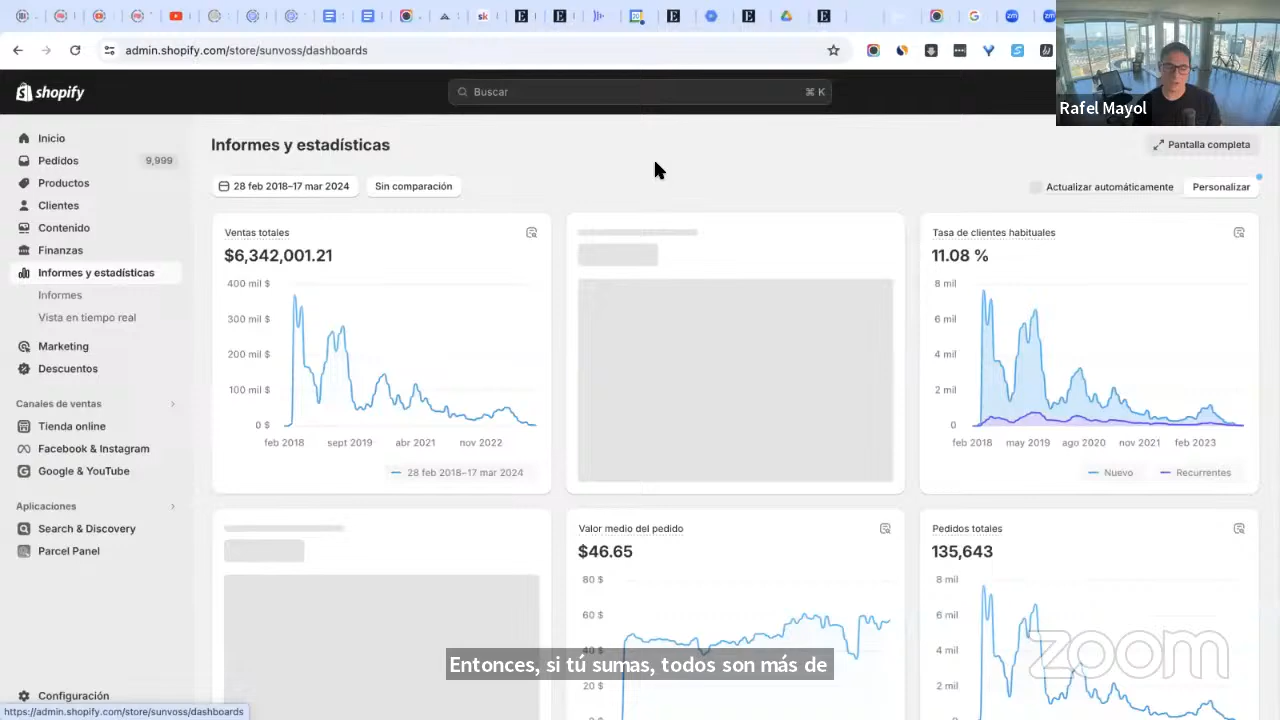 sk
admin.shopify.com/store/sunvoss/dashboards
Rafel Mayol
shopify
Buscar
⌘ K
Inicio
Pedidos
9,999
Productos
Clientes
Contenido
Finanzas
Informes y estadísticas
Informes
Vista en tiempo real
Marketing
Descuentos
Canales de ventas
Tienda online
Facebook & Instagram
Google & YouTube
Aplicaciones
Search & Discovery
Parcel Panel
Configuración
https://admin.shopify.com/store/sunvoss/dashboards
Informes y estadísticas
Pantalla completa
28 feb 2018–17 mar 2024
Sin comparación
Actualizar automáticamente
Personalizar
Ventas totales
$6,342,001.21
400 mil $
300 mil $
200 mil $
100 mil $
0 $
feb 2018 sept 2019 abr 2021 nov 2022
28 feb 2018–17 mar 2024
Tasa de clientes habituales
11.08 %
8 mil
6 mil
4 mil
2 mil
0
feb 2018 may 2019 ago 2020 nov 2021 feb 2023
Nuevo Recurrentes
Valor medio del pedido
$46.65
80 $
60 $
40 $
20 $
Pedidos totales
135,643
8 mil
6 mil
4 mil
2 mil
Entonces, si tú sumas, todos son más de
zoom